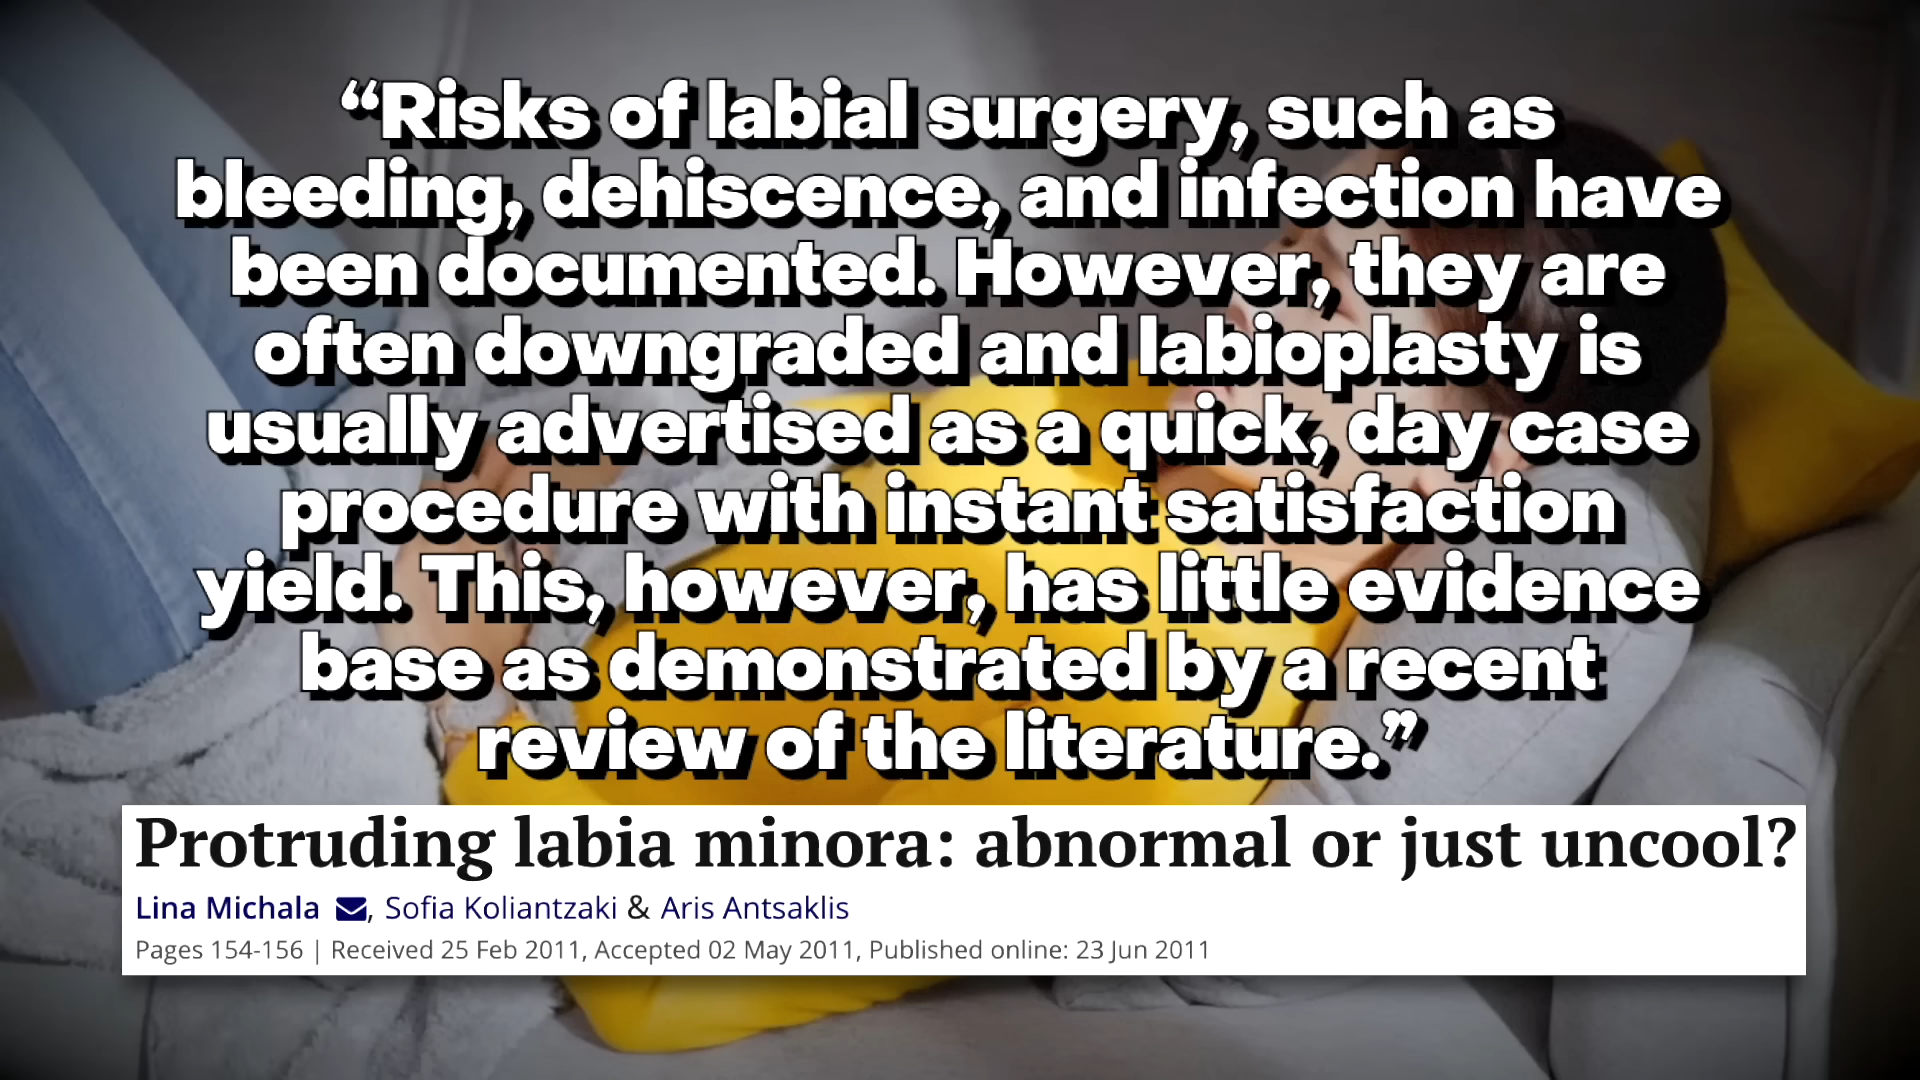 “Risks of labial surgery, such as
bleeding, dehiscence, and infection have
been documented. However, they are
often downgraded and labioplasty is
usually advertised as a quick, day case
procedure with instant satisfaction
yield. This, however, has little evidence
base as demonstrated by a recent
review of the literature.”
Protruding labia minora: abnormal or just uncool?
Lina Michala , Sofia Koliantzaki & Aris Antsaklis
Pages 154-156 | Received 25 Feb 2011, Accepted 02 May 2011, Published online: 23 Jun 2011